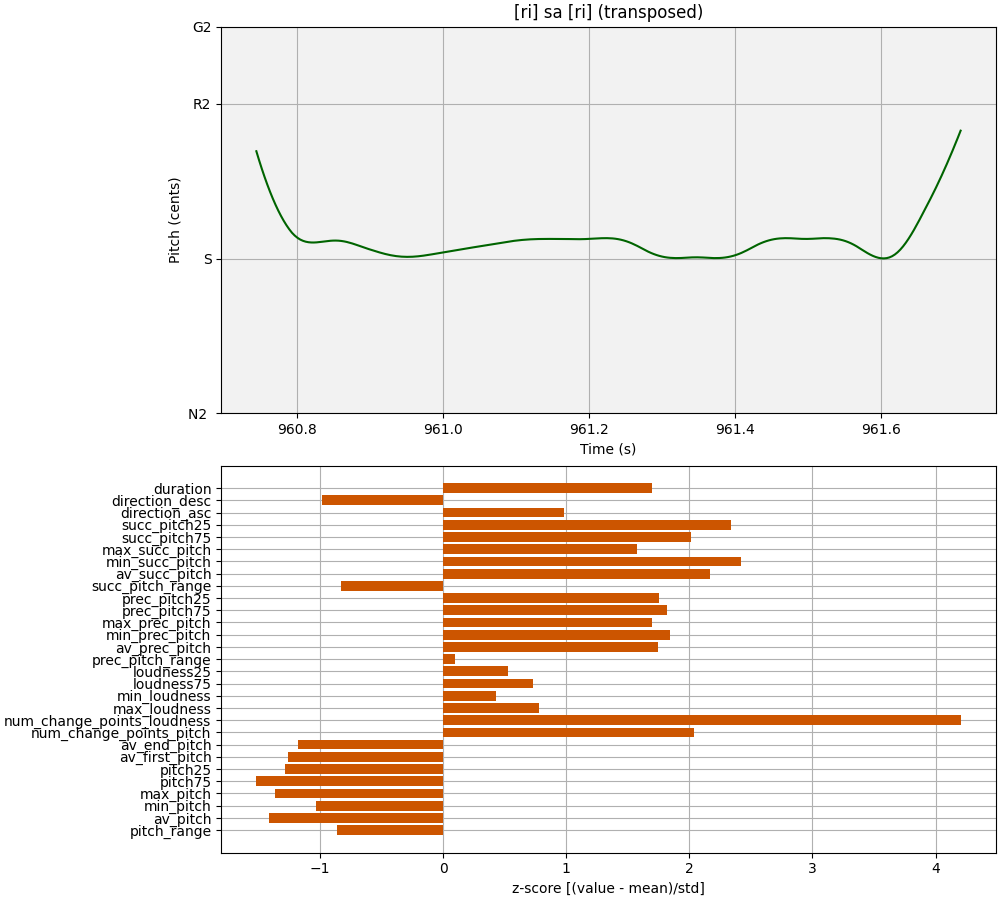 [ri] sa [ri] (transposed)
G2
R2
S
N2
Pitch (cents)
960.8 961.0 961.2 961.4 961.6
Time (s)
duration
direction_desc
direction_asc
succ_pitch25
succ_pitch75
max_succ_pitch
min_succ_pitch
av_succ_pitch
succ_pitch_range
prec_pitch25
prec_pitch75
max_prec_pitch
min_prec_pitch
av_prec_pitch
prec_pitch_range
loudness25
loudness75
min_loudness
max_loudness
num_change_points_loudness
num_change_points_pitch
av_end_pitch
av_first_pitch
pitch25
pitch75
max_pitch
min_pitch
av_pitch
pitch_range
−1 0 1 2 3 4
z-score [(value - mean)/std]